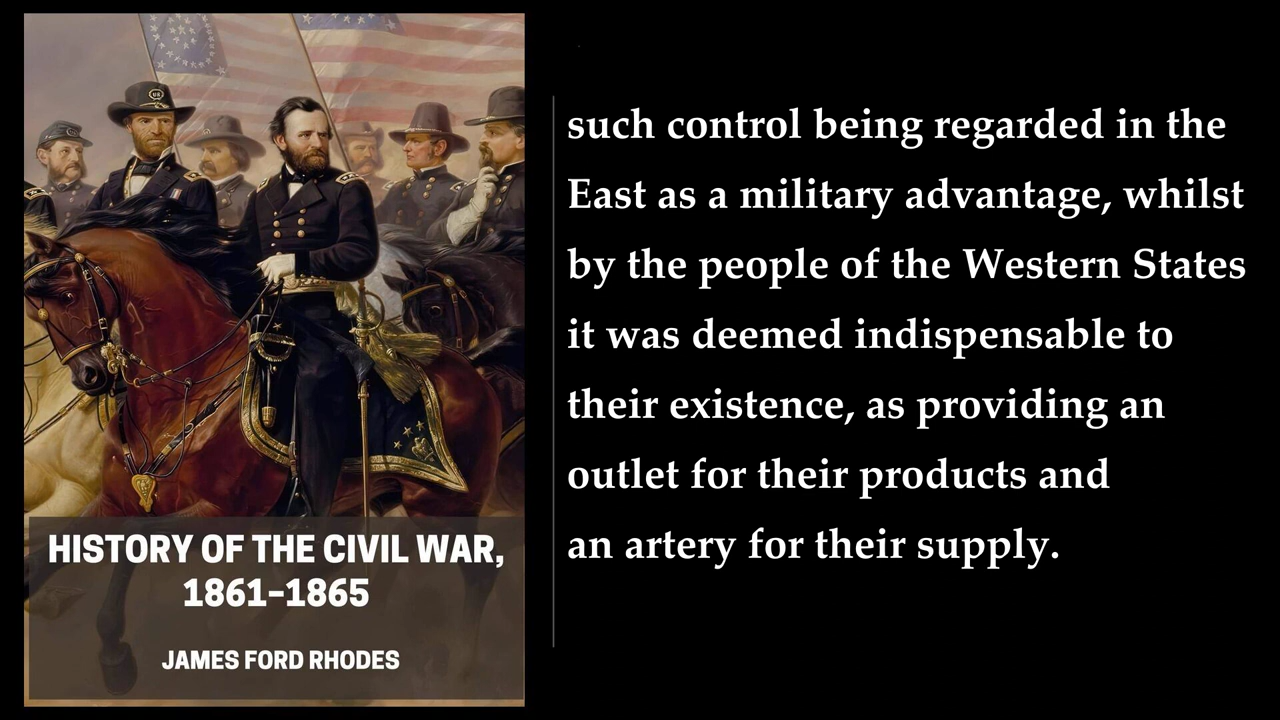 HISTORY OF THE CIVIL WAR,
1861–1865
JAMES FORD RHODES
such control being regarded in the
East as a military advantage, whilst
by the people of the Western States
it was deemed indispensable to
their existence, as providing an
outlet for their products and
an artery for their supply.